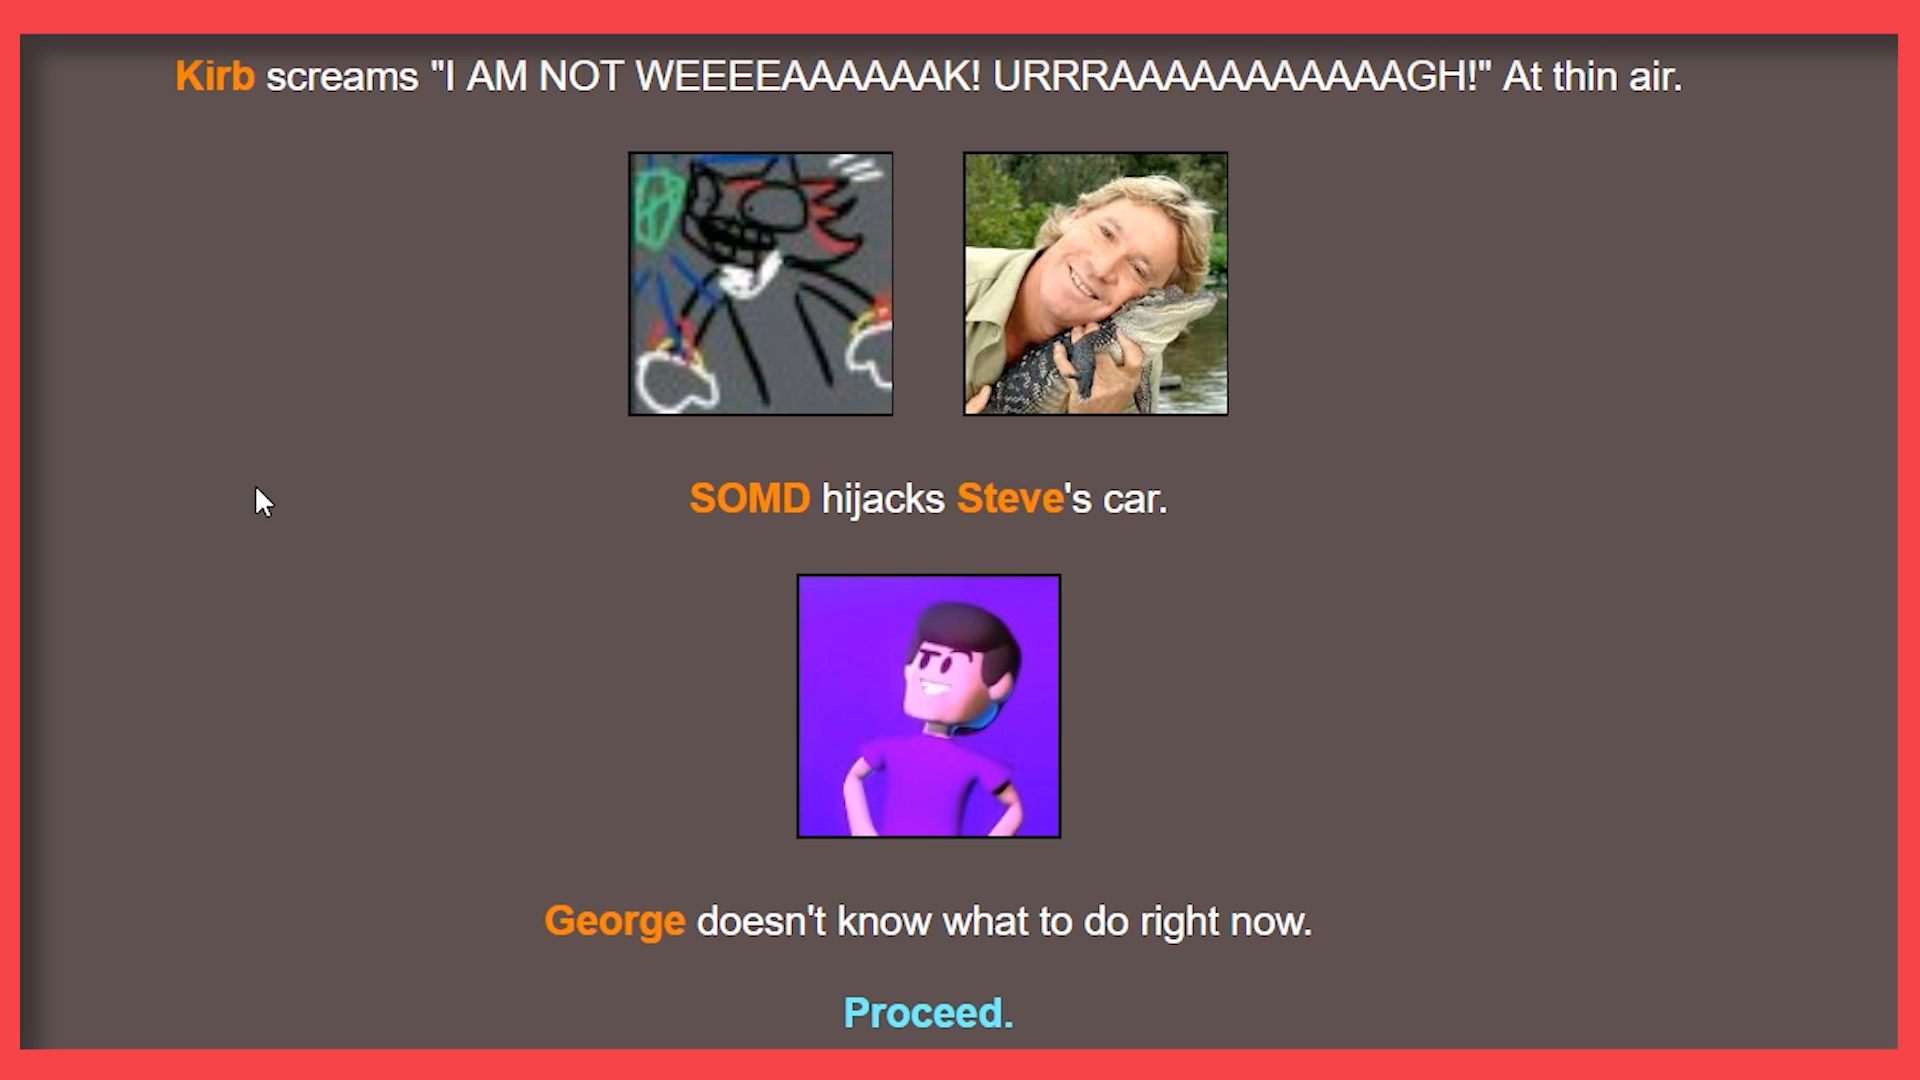 Kirb screams "I AM NOT WEEEEAAAAAAK! URRRAAAAAAAAAAAGH!" At thin air.
SOMD hijacks Steve's car.
George doesn't know what to do right now.
Proceed.